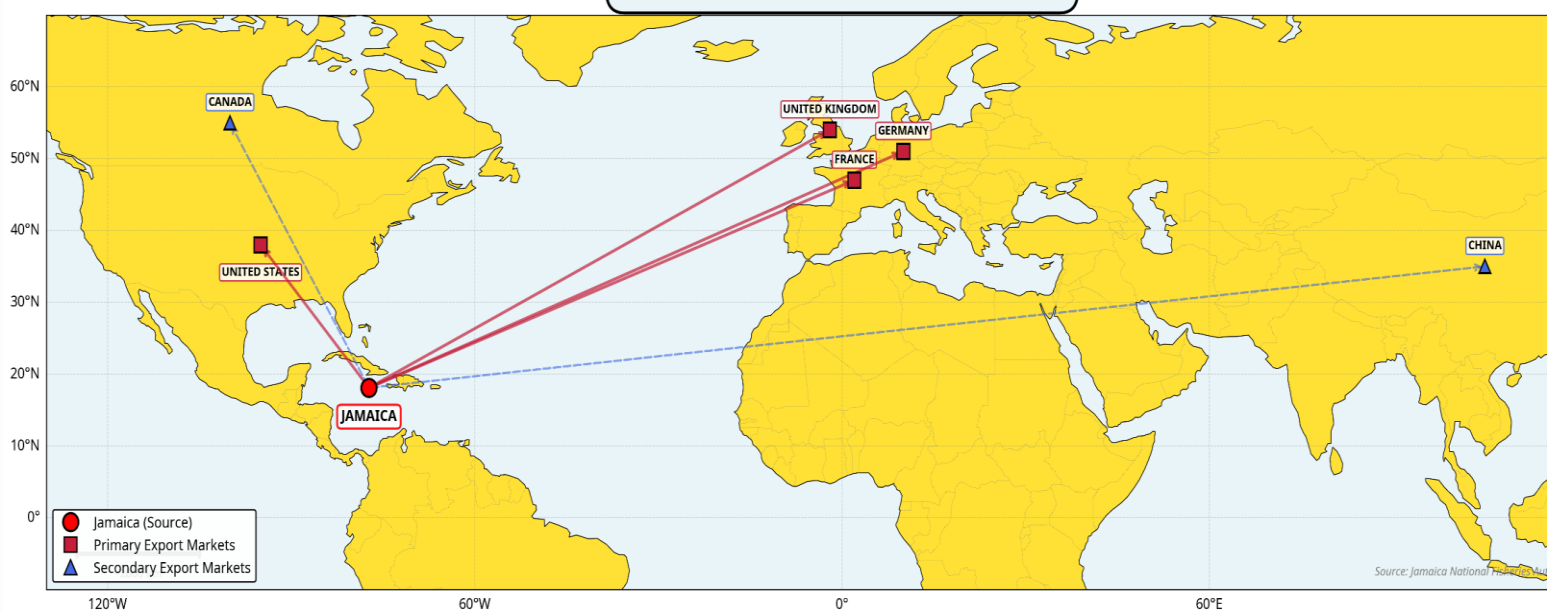 60°N
50°N
40°N
30°N
20°N
10°N
0°
120°W
60°W
0°
60°E
CANADA
UNITED KINGDOM
GERMANY
FRANCE
UNITED STATES
CHINA
JAMAICA
Jamaica (Source)
Primary Export Markets
Secondary Export Markets
Source: Jamaica National Fisheries